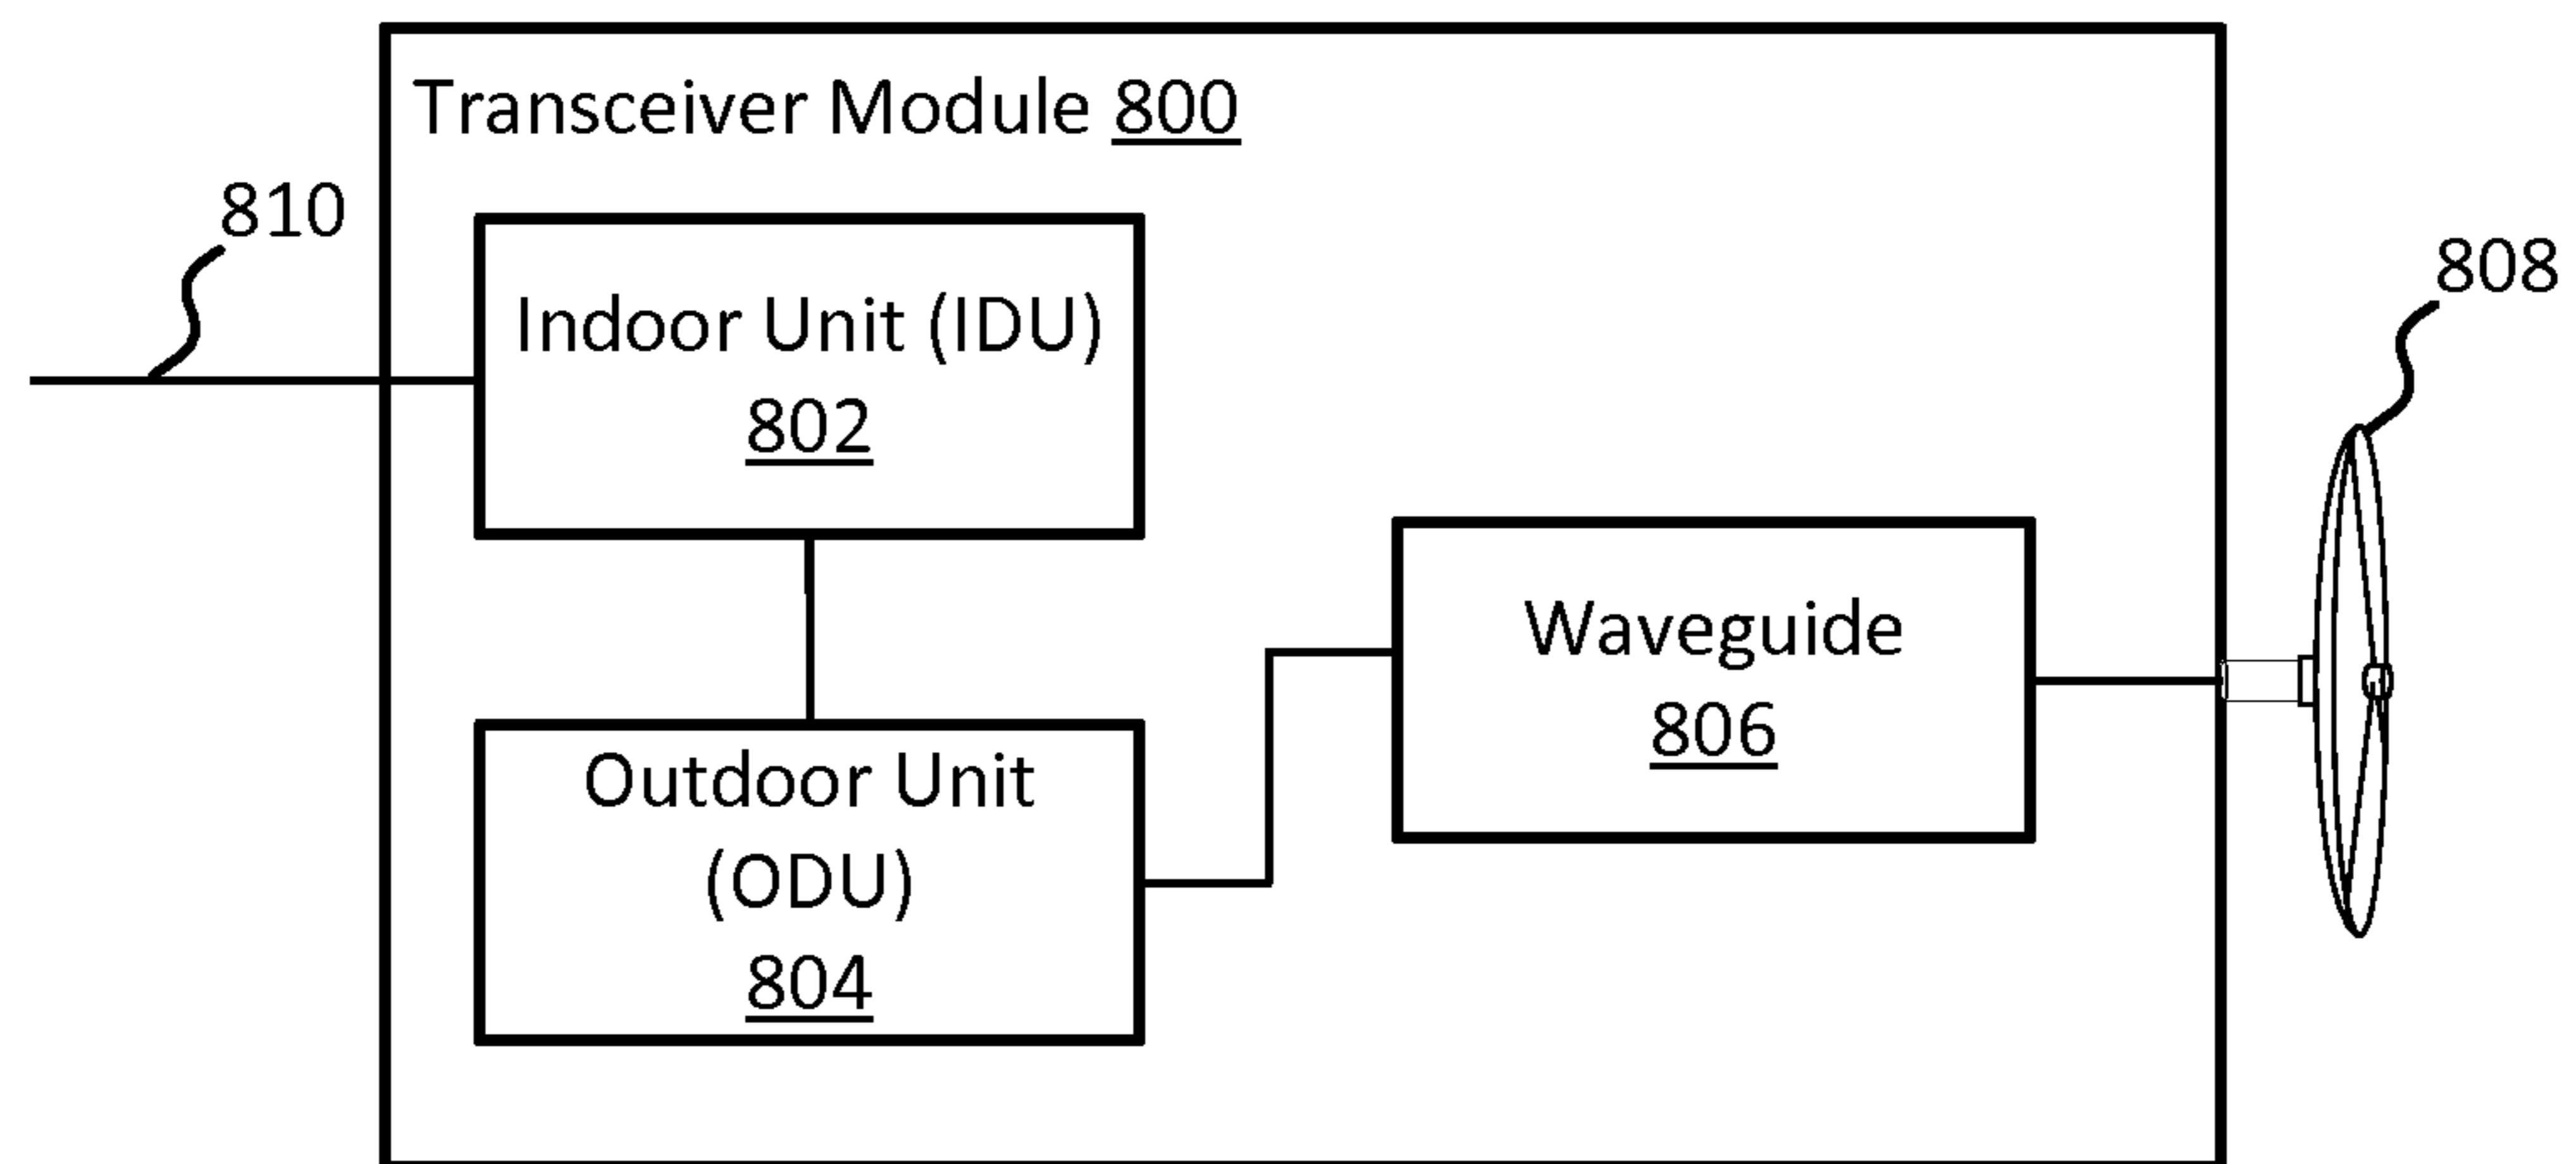 Transceiver Module 800
810
Indoor Unit (IDU)
802
808
Waveguide
806
Outdoor Unit
(ODU)
804